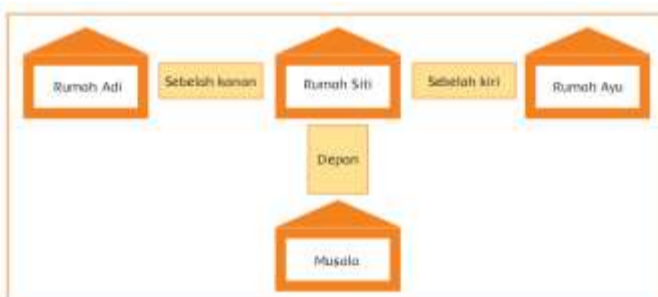 Rumah Adi
Sebelah kanan
Rumah Siti
Sebelah kiri
Rumah Ayu
Depan
Musala